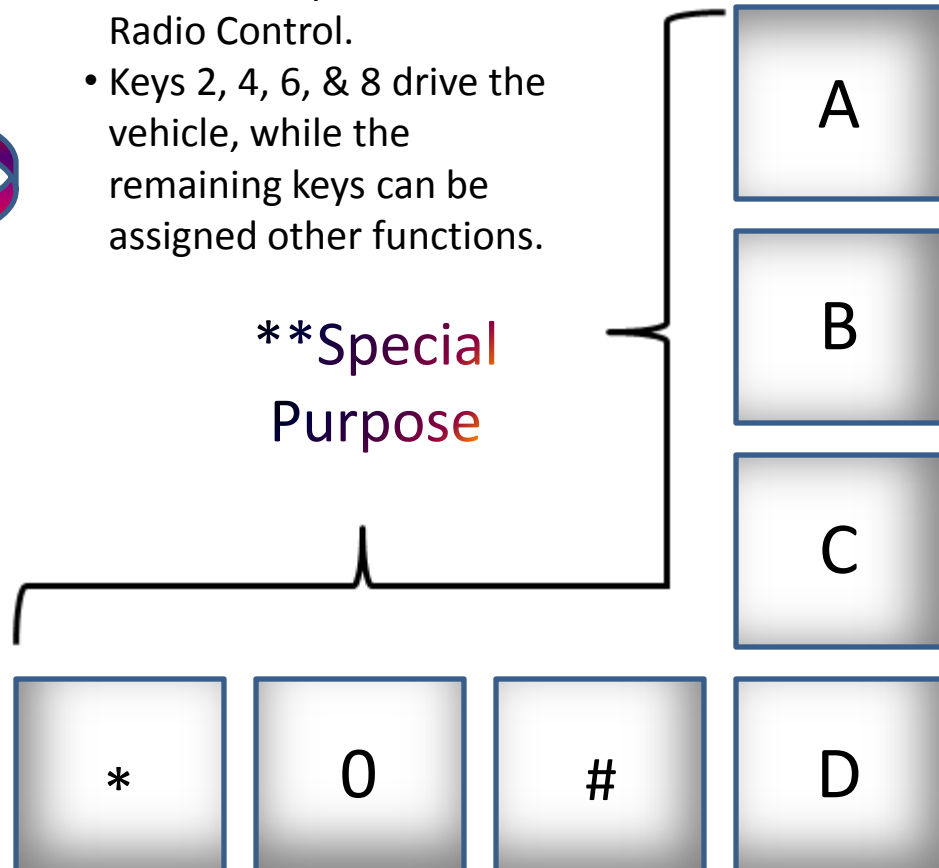 Radio Control.
• Keys 2, 4, 6, & 8 drive the
vehicle, while the
remaining keys can be
assigned other functions.
**Special
Purpose
A
B
C
* 0 # D